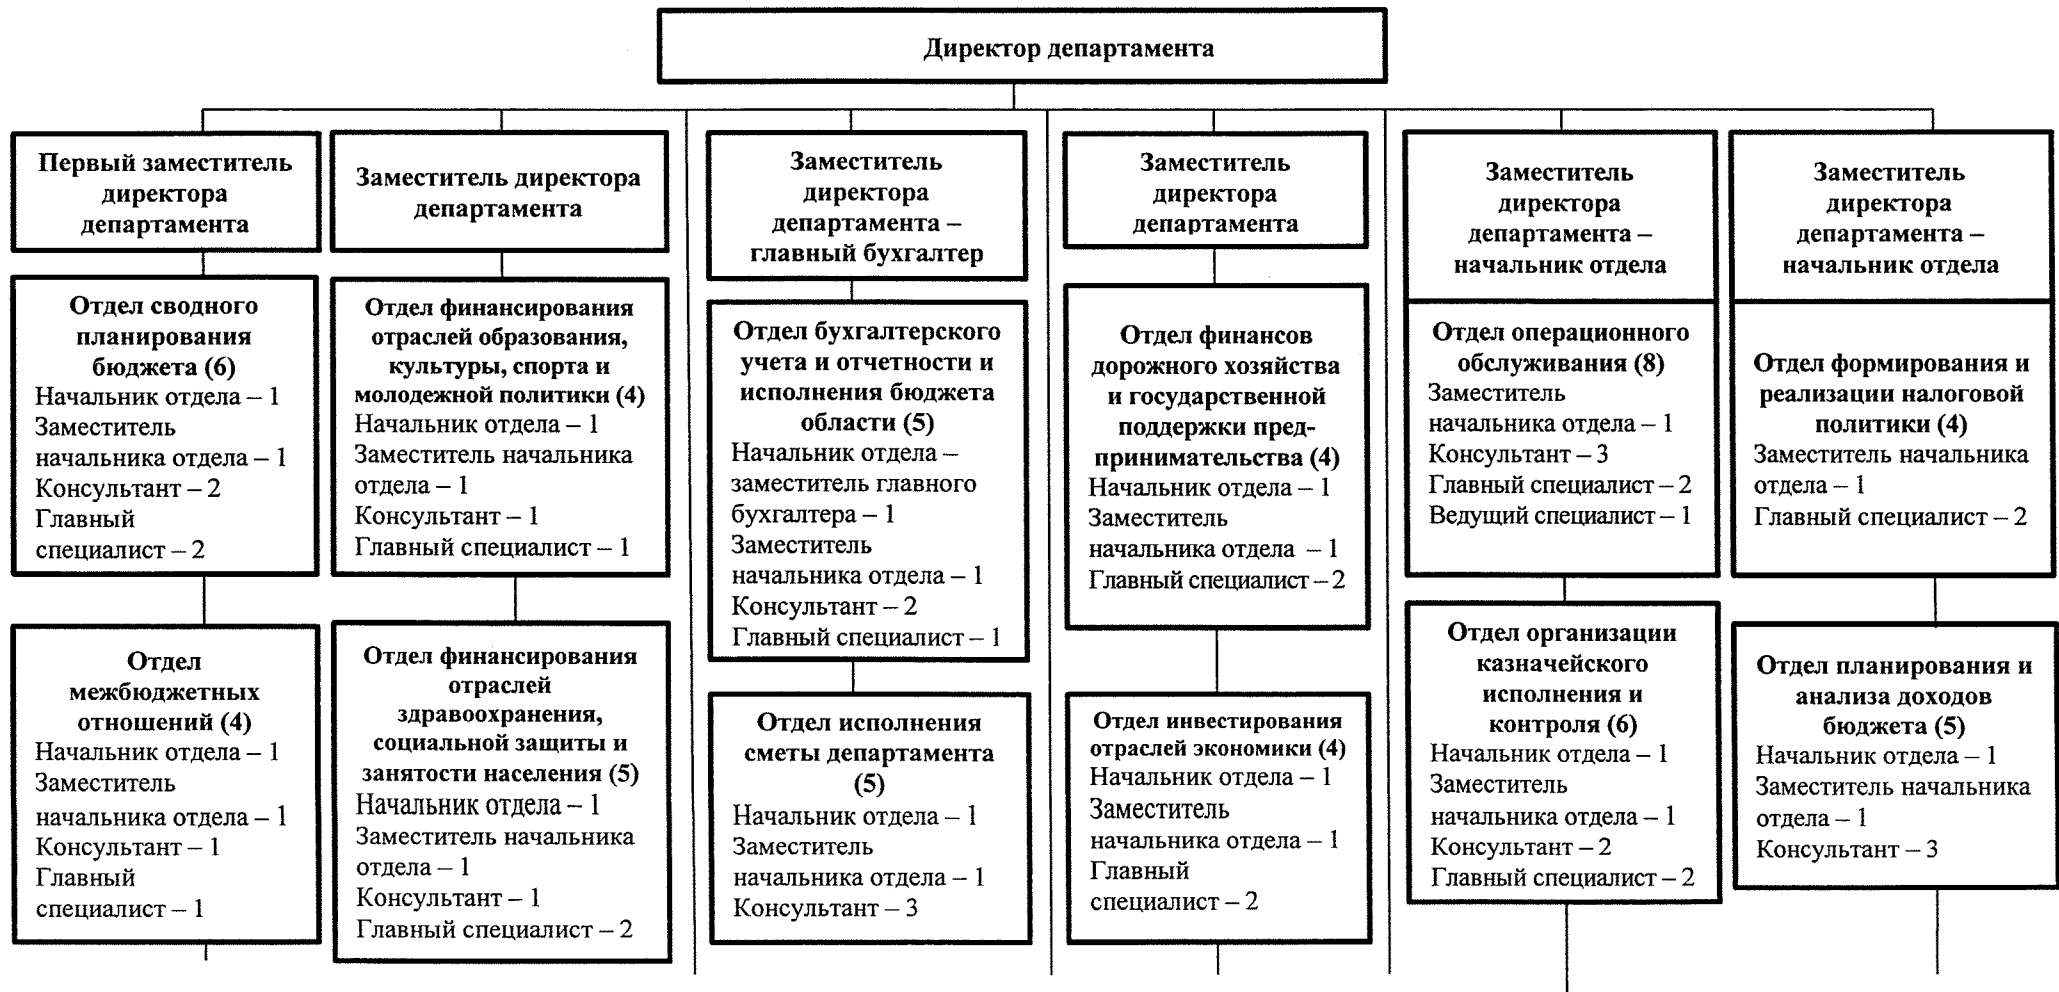 Директор департамента
Первый заместитель
директора
департамента
Отдел сводного
планирования
бюджета (6)
Начальник отдела – 1
Заместитель
начальника отдела – 1
Консультант – 2
Главный
специалист – 2
Отдел
межбюджетных
отношений (4)
Начальник отдела – 1
Заместитель
начальника отдела – 1
Консультант – 1
Главный
специалист – 1
Заместитель директора
департамента
Отдел финансирования
отраслей образования,
культуры, спорта и
молодежной политики (4)
Начальник отдела – 1
Заместитель начальника
отдела – 1
Консультант – 1
Главный специалист – 1
Отдел финансирования
отраслей
здравоохранения,
социальной защиты и
занятости населения (5)
Начальник отдела – 1
Заместитель начальника
отдела – 1
Консультант – 1
Главный специалист – 2
Заместитель
директора
департамента –
главный бухгалтер
Отдел бухгалтерского
учета и отчетности и
исполнения бюджета
области (5)
Начальник отдела –
заместитель главного
бухгалтера – 1
Заместитель
начальника отдела – 1
Консультант – 2
Главный специалист – 1
Отдел исполнения
сметы департамента
(5)
Начальник отдела – 1
Заместитель
начальника отдела – 1
Консультант – 3
Заместитель
директора
департамента
Отдел финансов
дорожного хозяйства
и государственной
поддержки пред-
принимательства (4)
Начальник отдела – 1
Заместитель
начальника отдела – 1
Главный специалист – 2
Отдел инвестирования
отраслей экономики (4)
Начальник отдела – 1
Заместитель
начальника отдела – 1
Главный
специалист – 2
Заместитель
директора
департамента –
начальник отдела
Отдел операционного
обслуживания (8)
Заместитель
начальника отдела – 1
Консультант – 3
Главный специалист – 2
Ведущий специалист – 1
Отдел организации
казначейского
исполнения и
контроля (6)
Начальник отдела – 1
Заместитель
начальника отдела – 1
Консультант – 2
Главный специалист – 2
Заместитель
директора
департамента –
начальник отдела
Отдел формирования и
реализации налоговой
политики (4)
Заместитель начальника
отдела – 1
Главный специалист – 2
Отдел планирования и
анализа доходов
бюджета (5)
Начальник отдела – 1
Заместитель начальника
отдела – 1
Консультант – 3